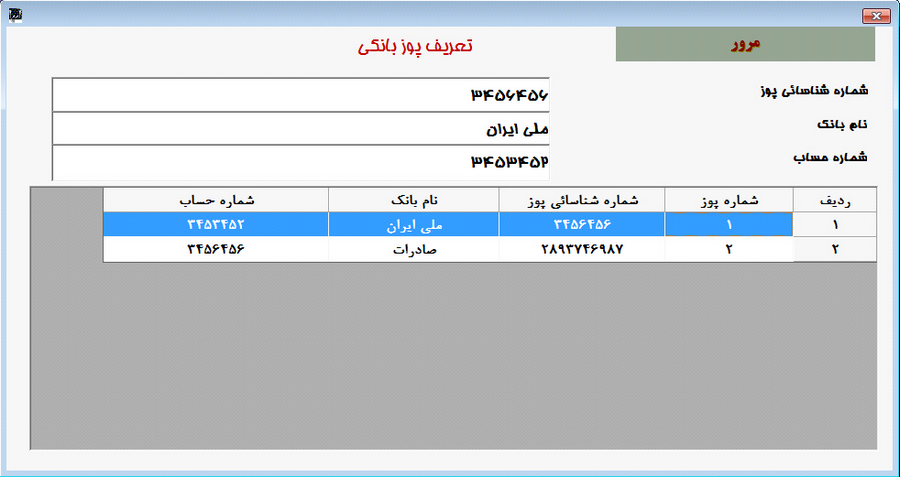 مرور
تعریف پوز بانکی
شماره شناسائی پوز ۳۴۵۶۴۵۶
نام بانک ملی ایران
شماره حساب ۳۴۵۳۴۵۲
ردیف شماره پوز شماره شناسائی پوز نام بانک شماره حساب
۱ ۱ ۳۴۵۶۴۵۶ ملی ایران ۳۴۵۳۴۵۲
۲ ۲ ۲۸۹۳۷۴۶۹۸۷ صادرات ۳۴۵۶۴۵۶